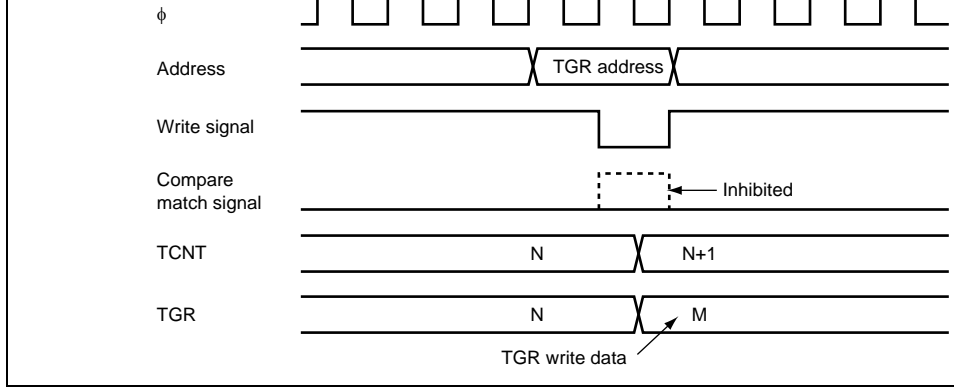 ϕ
Address
TGR address
Write signal
Compare
match signal
Inhibited
TCNT
N
N+1
TGR
N
M
TGR write data